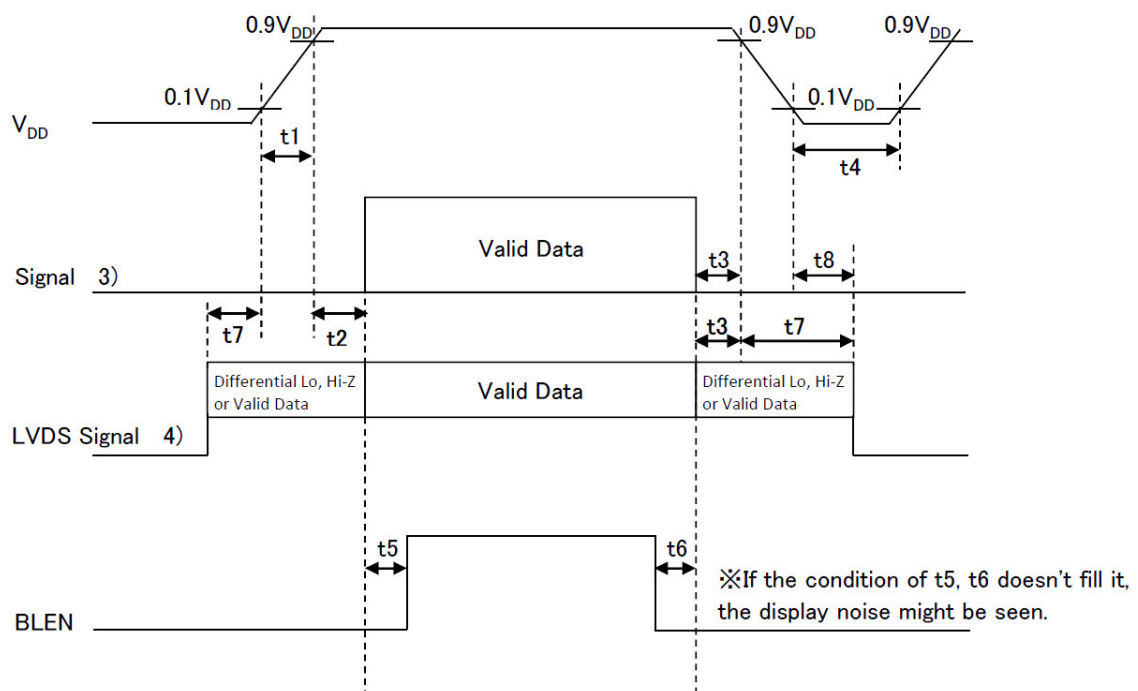 0.9VDD
0.9VDD
0.9VDD
0.1VDD
0.1VDD
VDD
t1
t4
Valid Data
Signal 3)
t3
t8
t7
t2
t3
t7
Differential Lo, Hi-Z
or Valid Data
Valid Data
Differential Lo, Hi-Z
or Valid Data
LVDS Signal 4)
t5
t6
※If the condition of t5, t6 doesn't fill it,
the display noise might be seen.
BLEN